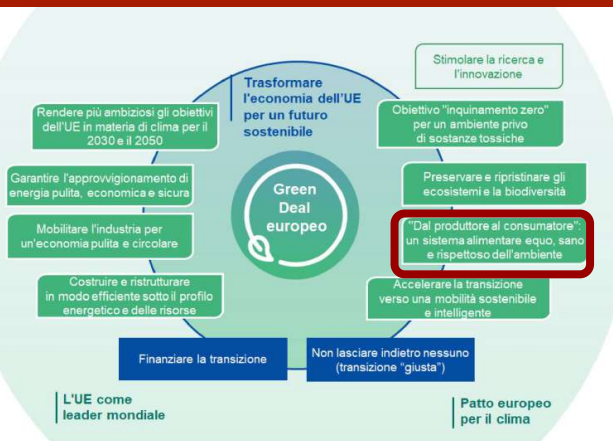 Stimolare la ricerca e
l'innovazione
Trasformare
l'economia dell'UE
per un futuro
sostenibile
Rendere più ambiziosi gli obiettivi
dell'UE in materia di clima per il
2030 e il 2050
Obiettivo "inquinamento zero"
per un ambiente privo
di sostanze tossiche
Garantire l'approvvigionamento di
energia pulita, economica e sicura
Preservare e ripristinare gli
ecosistemi e la biodiversità
Green
Deal
europeo
Mobilitare l'industria per
un'economia pulita e circolare
"Dal produttore al consumatore":
un sistema alimentare equo, sano
e rispettoso dell'ambiente
Costruire e ristrutturare
in modo efficiente sotto il profilo
energetico e delle risorse
Accelerare la transizione
verso una mobilità sostenibile
e intelligente
Finanziare la transizione
Non lasciare indietro nessuno
(transizione "giusta")
L'UE come
leader mondiale
Patto europeo
per il clima